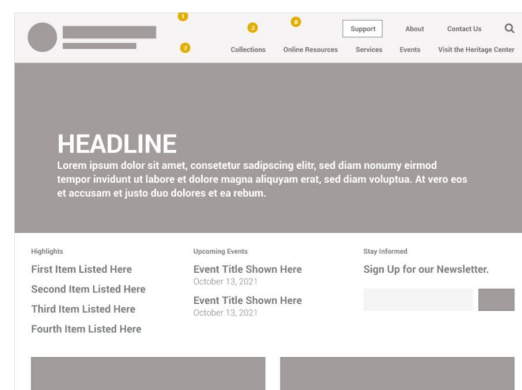 1
3
8
Support
About
Contact Us
7
Collections
Online Resources
Services
Events
Visit the Heritage Center
HEADLINE
Lorem ipsum dolor sit amet, consetetur sadipscing elitr, sed diam nonumy eirmod
tempor invidunt ut labore et dolore magna aliquyam erat, sed diam voluptua. At vero eos
et accusam et justo duo dolores et ea rebum.
Highlights
First Item Listed Here
Second Item Listed Here
Third Item Listed Here
Fourth Item Listed Here
Upcoming Events
Event Title Shown Here
October 13, 2021
Event Title Shown Here
October 13, 2021
Stay Informed
Sign Up for our Newsletter.